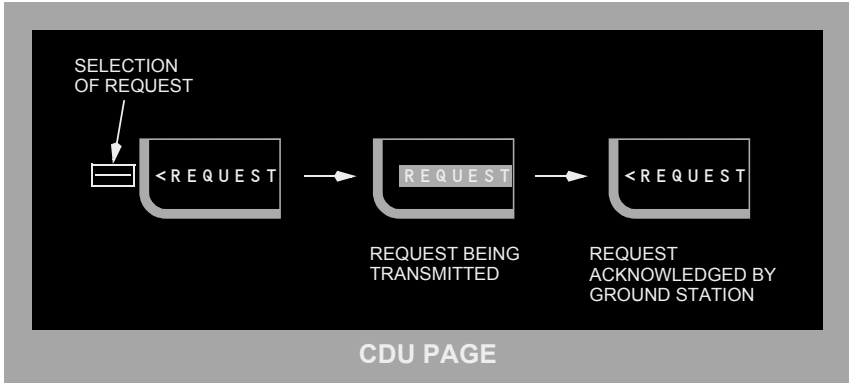 SELECTION
OF REQUEST
<REQUEST
REQUEST
<REQUEST
REQUEST BEING
TRANSMITTED
REQUEST
ACKNOWLEDGED BY
GROUND STATION
CDU PAGE